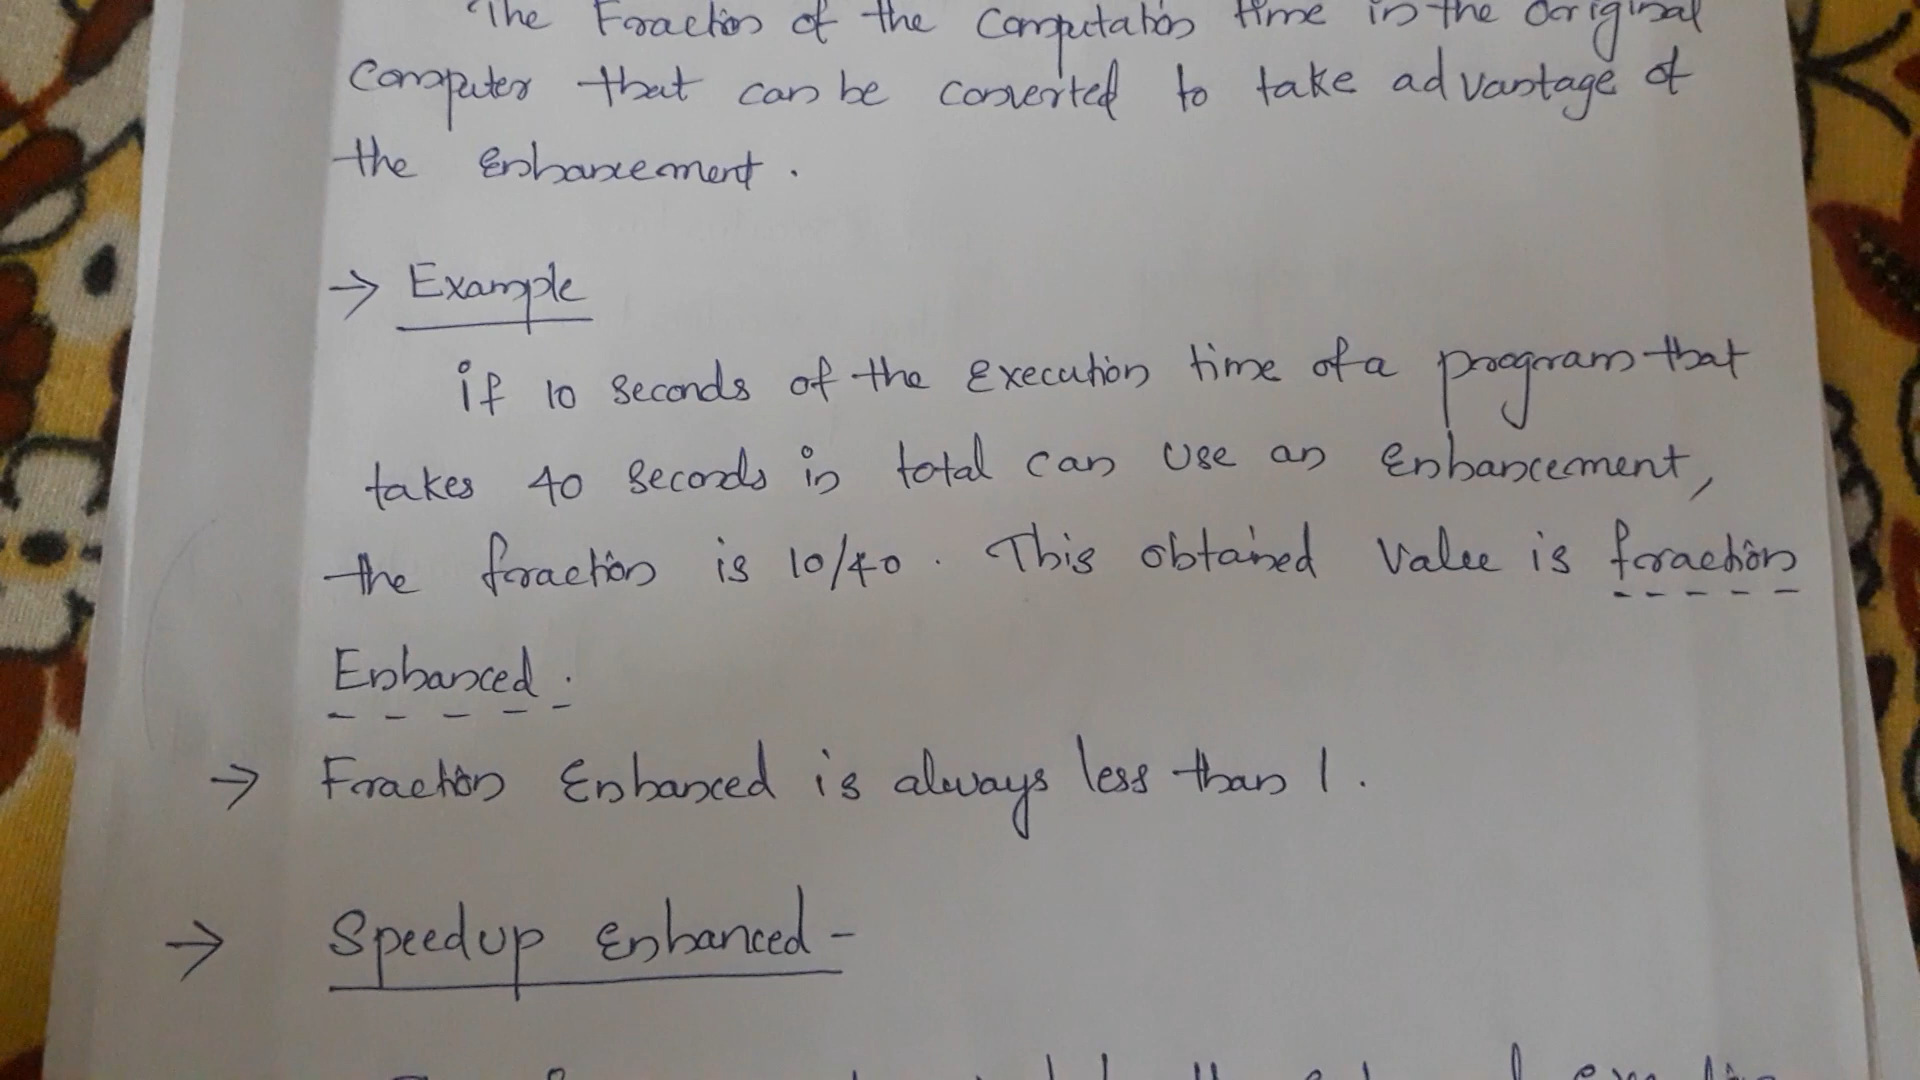 The Fraction of the Computation time in the original
Computer that can be converted to take advantage of
the Enhancement.
→ Example
if 10 seconds of the execution time of a program that
takes 40 seconds in total can use an Enhancement,
the fraction is 10/40. This obtained Value is fraction
Enhanced.
→ Fraction Enhanced is always less than 1.
→ Speedup Enhanced -